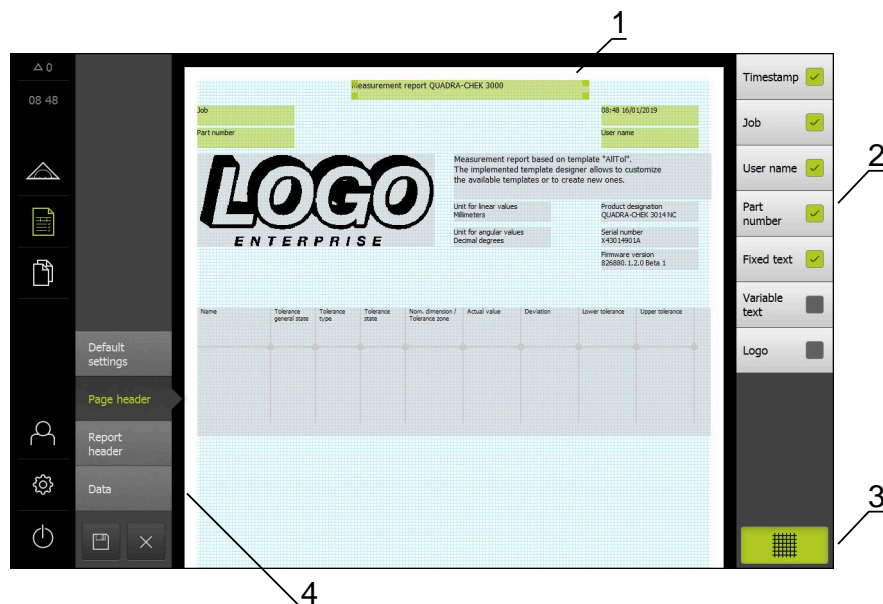 1
△ 0
08 48
Timestamp
Job
User name
Part
number
Fixed text
Variable
text
Logo
2
3
Measurement report QUADRA-CHEK 3000
Job
08:48 16/01/2019
Part number
User name
LOGO
ENTERPRISE
Measurement report based on template "AllTol".
The implemented template designer allows to customize
the available templates or to create new ones.
Unit for linear values
Millimeters
Product designation
QUADRA-CHEK 3014 NC
Unit for angular values
Decimal degrees
Serial number
X43014901A
Firmware version
826880.1.2.0 Beta 1
Name
Tolerance
general state
Tolerance
type
Tolerance
state
Nom. dimension /
Tolerance zone
Actual value
Deviation
Lower tolerance
Upper tolerance
Default
settings
Page header
Report
header
Data
4